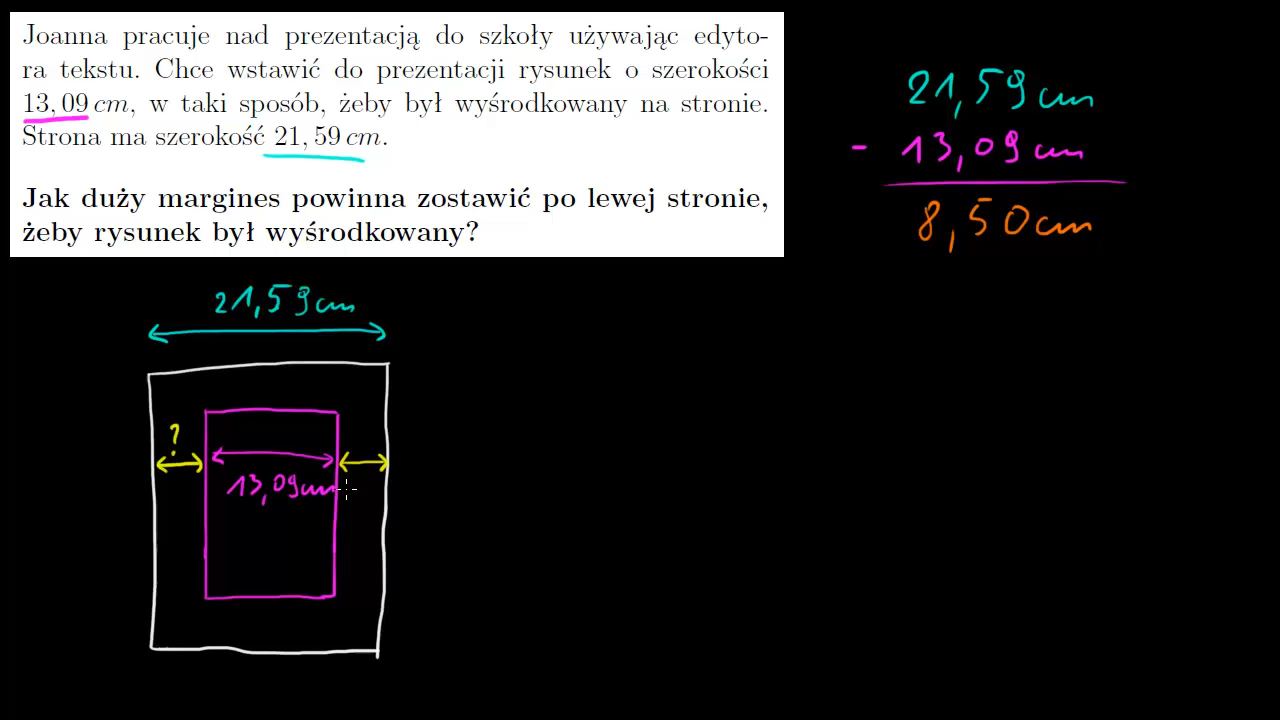 Joanna pracuje nad prezentacją do szkoły używając edyto-
ra tekstu. Chce wstawić do prezentacji rysunek o szerokości
13,09 cm, w taki sposób, żeby był wyśrodkowany na stronie.
Strona ma szerokość 21,59 cm.
Jak duży margines powinna zostawić po lewej stronie,
żeby rysunek był wyśrodkowany?
21,59 cm
- 13,09 cm
8,50 cm
21,59 cm
?
13,09 cm